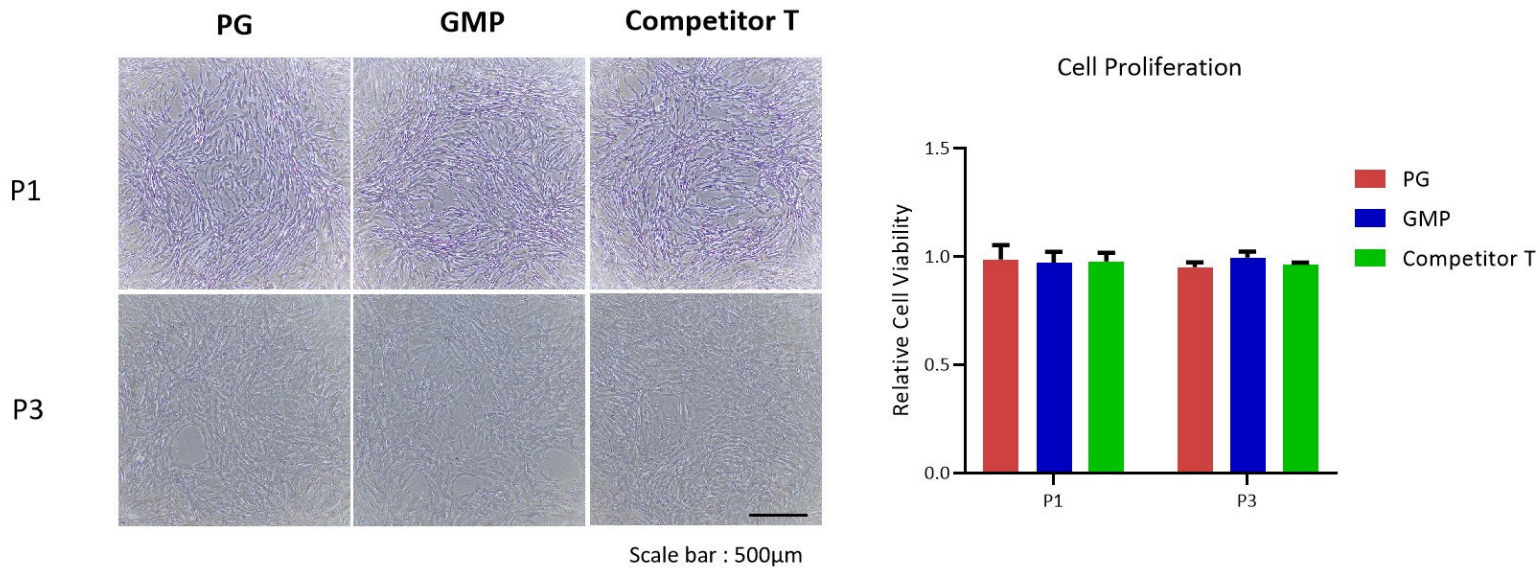 PG
GMP
Competitor T
P1
P3
Scale bar : 500µm
Cell Proliferation
Relative Cell Viability
1.5
1.0
0.5
0.0
P1
P3
PG
GMP
Competitor T